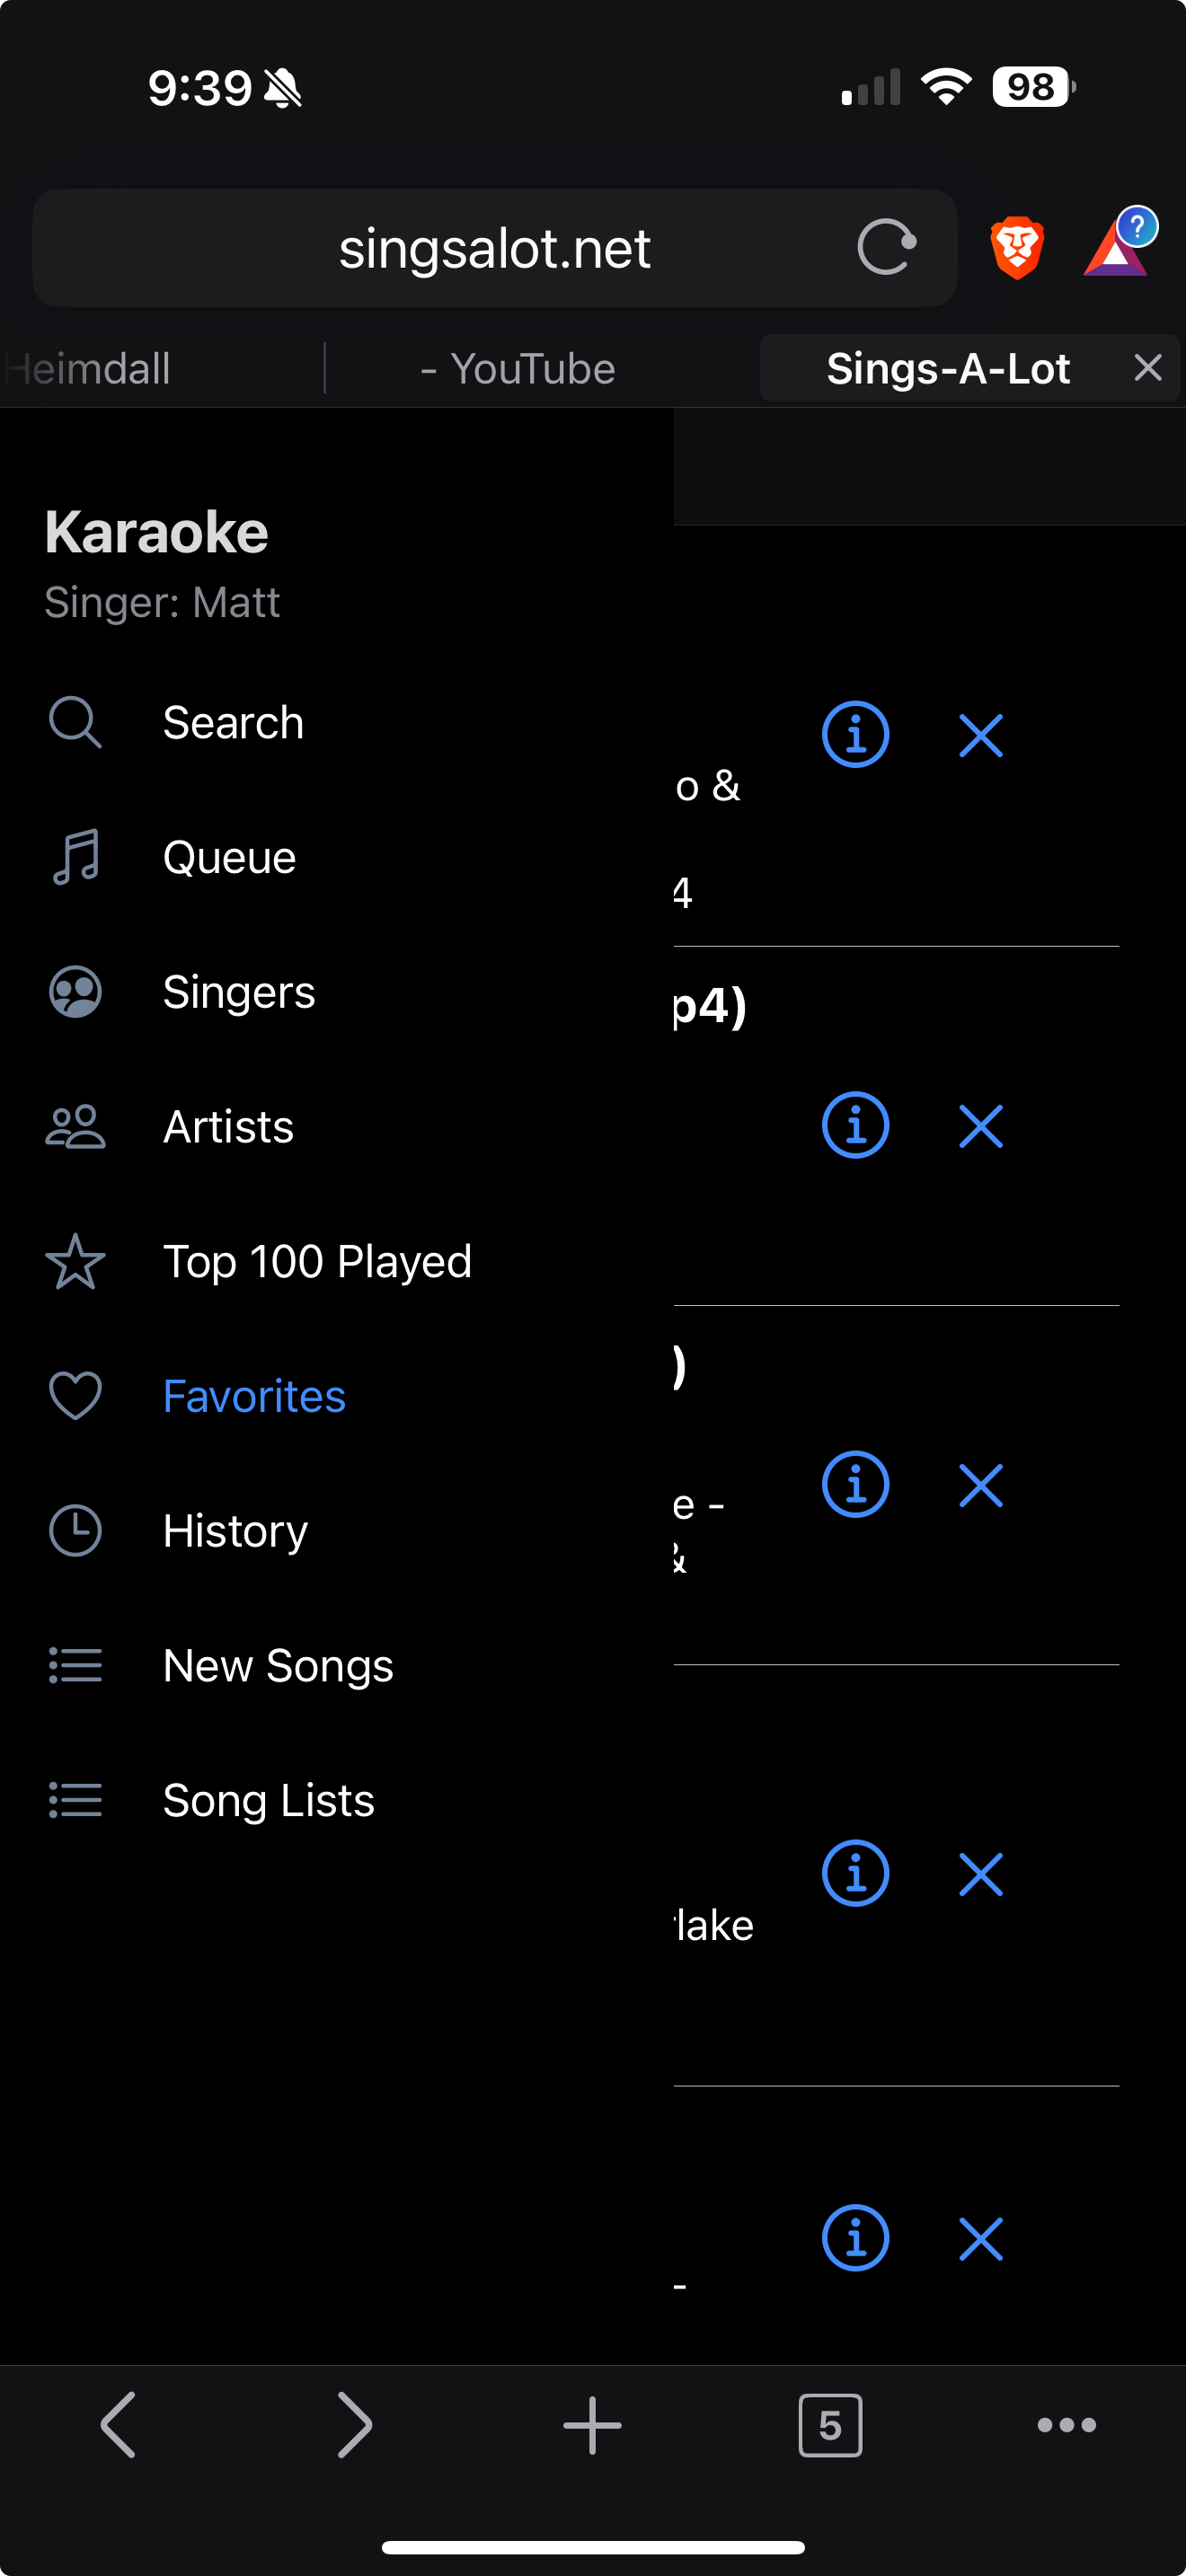 9:39
98
singsalot.net
?
Heimdall
- YouTube
Sings-A-Lot
Karaoke
Singer: Matt
Search
Queue
Singers
Artists
Top 100 Played
Favorites
History
New Songs
Song Lists
o &
4
p4)
)
e -
&
lake
-
5